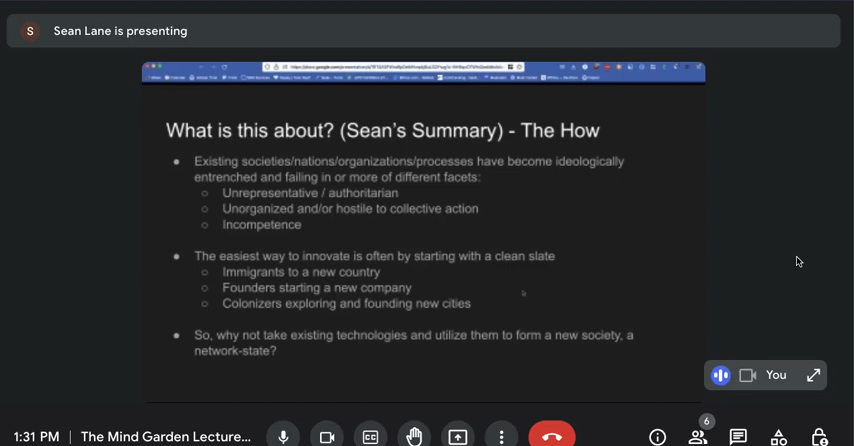 S Sean Lane is presenting
What is this about? (Sean's Summary) - The How
Existing societies/nations/organizations/processes have become ideologically
entrenched and failing in or more of different facets:
Unrepresentative / authoritarian
Unorganized and/or hostile to collective action
Incompetence
The easiest way to innovate is often by starting with a clean slate
Immigrants to a new country
Founders starting a new company
Colonizers exploring and founding new cities
So, why not take existing technologies and utilize them to form a new society, a
network-state?
You
6
1:31 PM | The Mind Garden Lecture...
CC